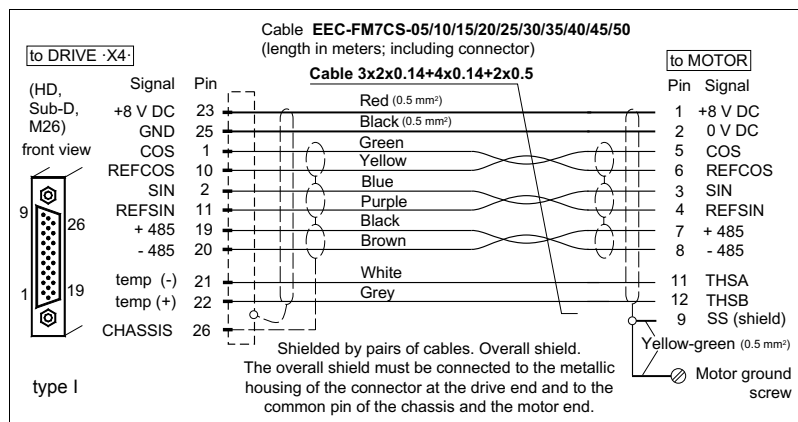 Cable EEC-FM7CS-05/10/15/20/25/30/35/40/45/50
(length in meters; including connector)
Cable 3x2x0.14+4x0.14+2x0.5
to DRIVE ·X4·
to MOTOR
(HD,
Sub-D,
M26)
front view
9
26
1
19
type I
Signal Pin
+8 V DC 23
GND 25
COS 1
REFCOS 10
SIN 2
REFSIN 11
+ 485 19
- 485 20
temp (-) 21
temp (+) 22
CHASSIS 26
Red (0.5 mm²)
Black (0.5 mm²)
Green
Yellow
Blue
Purple
Black
Brown
White
Grey
Pin Signal
1 +8 V DC
2 0 V DC
5 COS
6 REFCOS
3 SIN
4 REFSIN
7 + 485
8 - 485
11 THSA
12 THSB
9 SS (shield)
Yellow-green (0.5 mm²)
Motor ground
screw
Shielded by pairs of cables. Overall shield.
The overall shield must be connected to the metallic
housing of the connector at the drive end and to the
common pin of the chassis and the motor end.